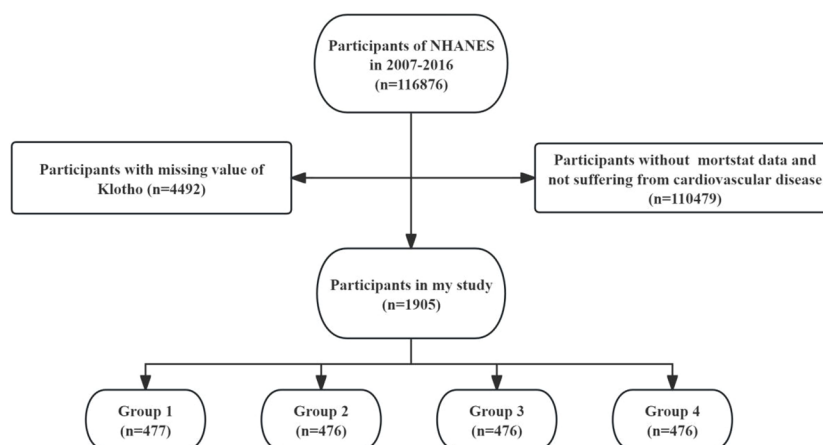 Participants of NHANES
in 2007-2016
(n=116876)
Participants with missing value of
Klotho (n=4492)
Participants without mortstat data and
not suffering from cardiovascular disease
(n=110479)
Participants in my study
(n=1905)
Group 1
(n=477)
Group 2
(n=476)
Group 3
(n=476)
Group 4
(n=476)